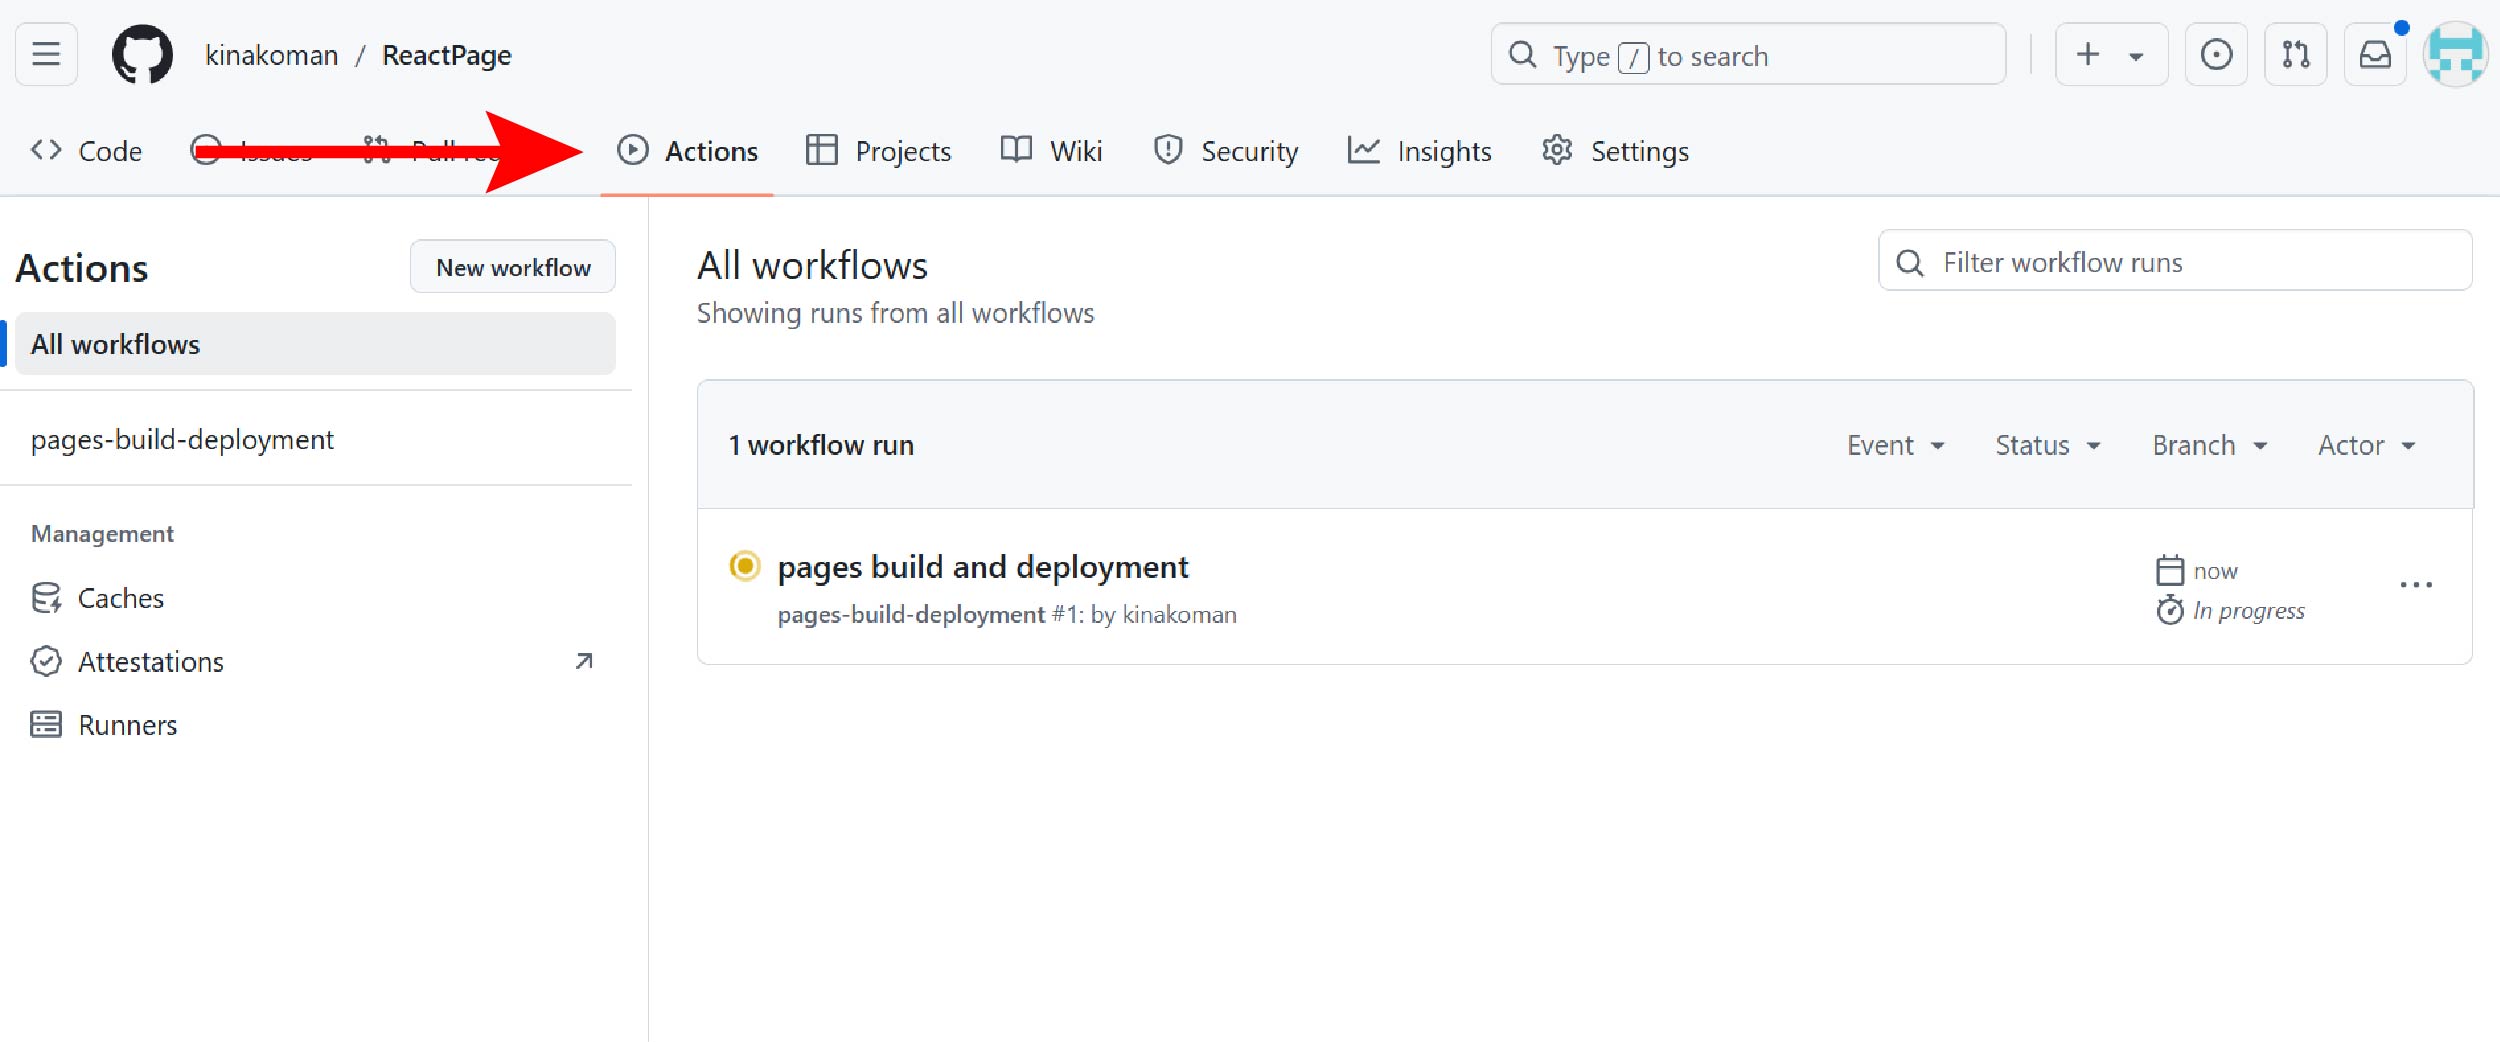 kinakoman / ReactPage
Type / to search
Code
Issues
Pull
Actions
Projects
Wiki
Security
Insights
Settings
Actions
New workflow
All workflows
pages-build-deployment
Management
Caches
Attestations
Runners
All workflows
Showing runs from all workflows
Filter workflow runs
1 workflow run
Event
Status
Branch
Actor
pages build and deployment
pages-build-deployment #1: by kinakoman
now
In progress